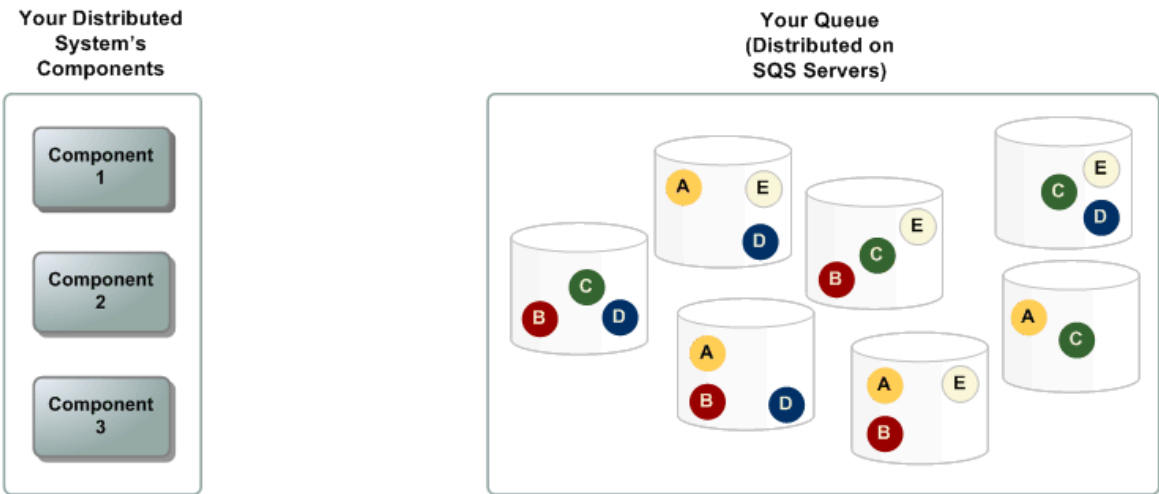 Your Distributed
System's
Components
Component
1
Component
2
Component
3
Your Queue
(Distributed on
SQS Servers)
B
C
D
A
E
D
A
B
D
B
C
E
A
E
B
C
E
D
A
C